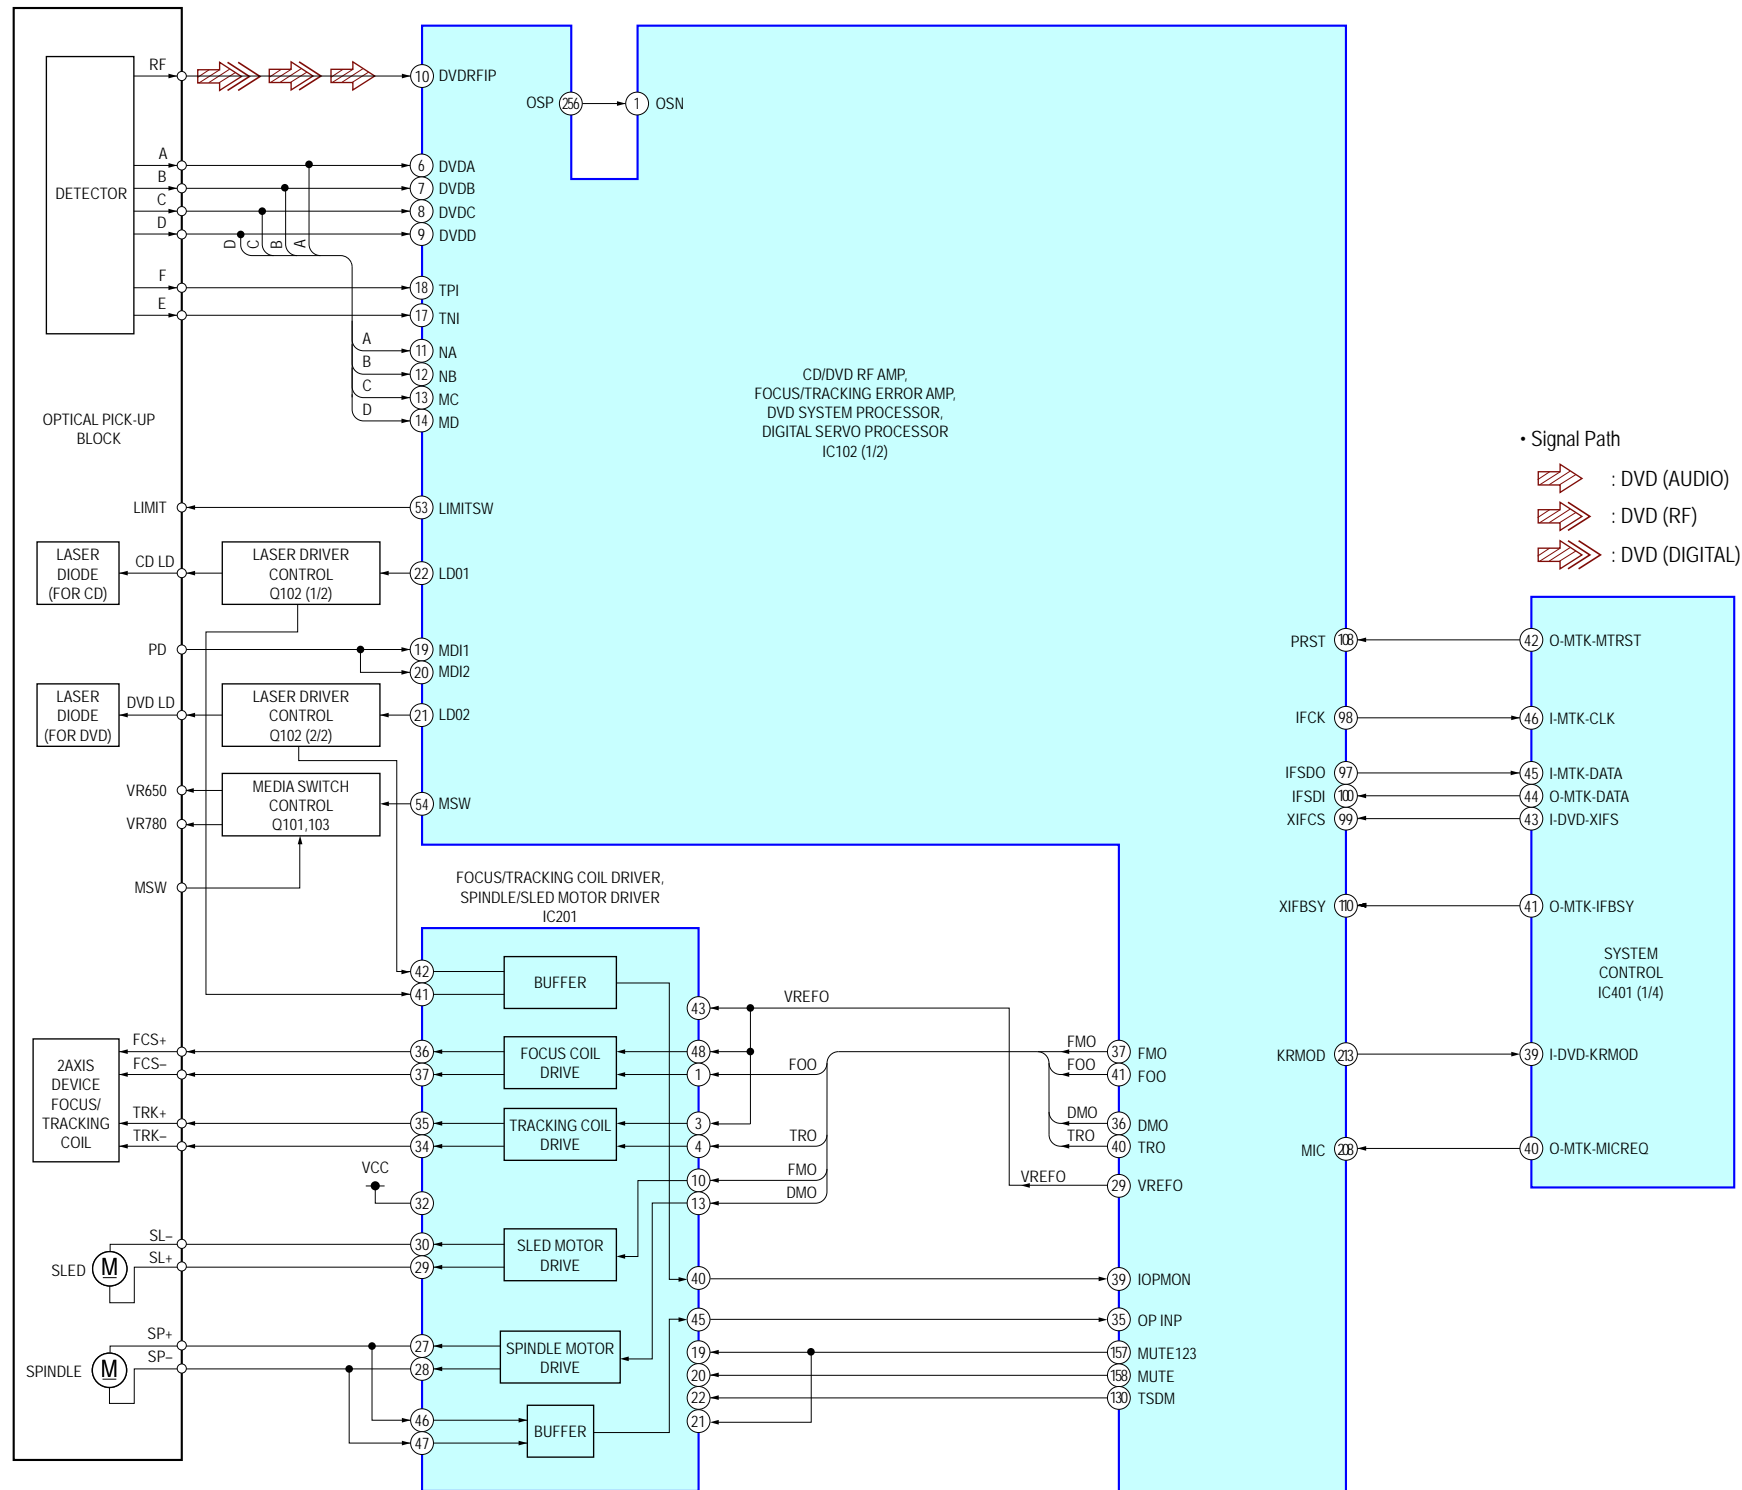 RF
DETECTOR
A
B
C
D
F
E
D
C
B
A
A
B
C
D
10 DVDRFIP
OSP 256
1 OSN
6 DVDA
7 DVDB
8 DVDC
9 DVDD
18 TPI
17 TNI
11 NA
12 NB
13 MC
14 MD
CD/DVD RF AMP,
FOCUS/TRACKING ERROR AMP,
DVD SYSTEM PROCESSOR,
DIGITAL SERVO PROCESSOR
IC102 (1/2)
OPTICAL PICK-UP
BLOCK
• Signal Path
: DVD (AUDIO)
: DVD (RF)
: DVD (DIGITAL)
LIMIT
53 LIMITSW
LASER
DIODE
(FOR CD)
CD LD
LASER DRIVER
CONTROL
Q102 (1/2)
22 LD01
PD
19 MDI1
20 MDI2
LASER
DIODE
(FOR DVD)
DVD LD
LASER DRIVER
CONTROL
Q102 (2/2)
21 LD02
VR650
VR780
MEDIA SWITCH
CONTROL
Q101,103
54 MSW
MSW
PRST 108
42 O-MTK-MTRST
IFCK 98
46 I-MTK-CLK
IFSDO 97
45 I-MTK-DATA
IFSDI 100
44 O-MTK-DATA
XIFCS 99
43 I-DVD-XIFS
XIFBSY 110
41 O-MTK-IFBSY
SYSTEM
CONTROL
IC401 (1/4)
KRMOD 213
39 I-DVD-KRMOD
MIC 208
40 O-MTK-MICREQ
FOCUS/TRACKING COIL DRIVER,
SPINDLE/SLED MOTOR DRIVER
IC201
42
41
BUFFER
43
VREFO
2AXIS
DEVICE
FOCUS/
TRACKING
COIL
FCS+
FCS–
TRK+
TRK–
36
37
FOCUS COIL
DRIVE
48
1
FOO
35
34
TRACKING COIL
DRIVE
3
4
TRO
10
FMO
13
DMO
FMO 37 FMO
FOO 41 FOO
DMO 36 DMO
TRO 40 TRO
VREFO 29 VREFO
VCC
32
SLED
M
SL–
SL+
30
29
SLED MOTOR
DRIVE
40
39 IOPMON
45
35 OP INP
SPINDLE
M
SP+
SP–
27
28
SPINDLE MOTOR
DRIVE
19
157 MUTE123
20
158 MUTE
22
130 TSDM
21
46
47
BUFFER